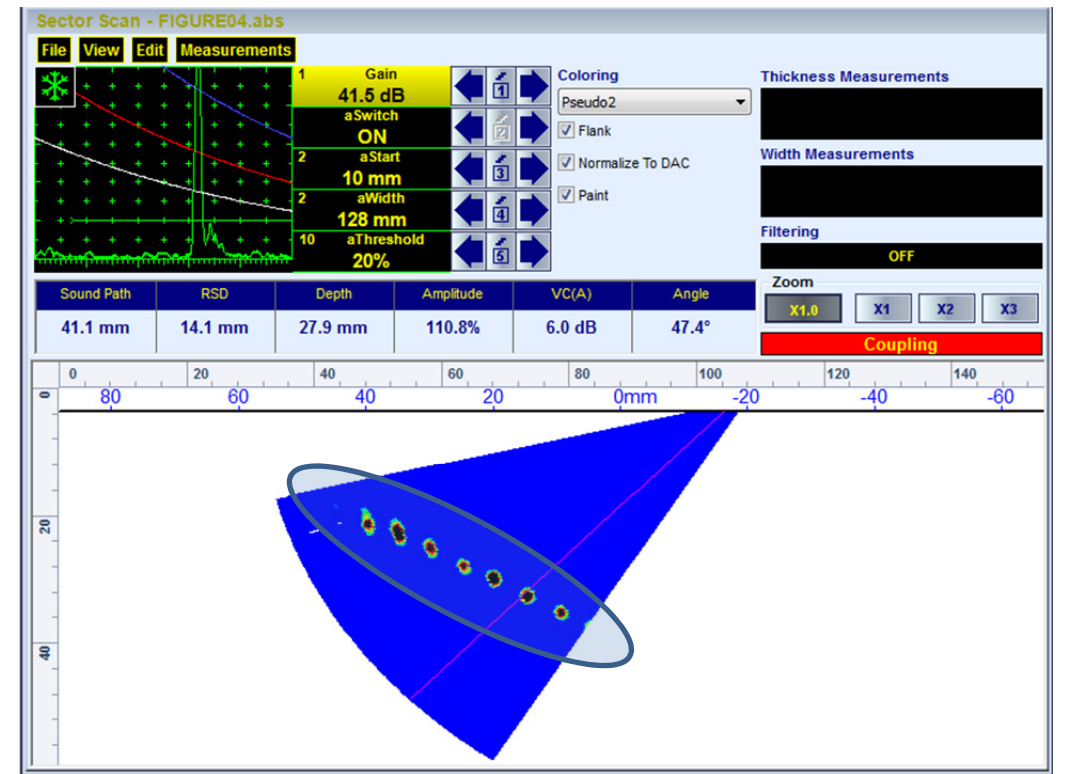 Sector Scan - FIGURE04.abs
File View Edit Measurements
1 Gain
41.5 dB
1
aSwitch
ON
2
2 aStart
10 mm
3
2 aWidth
128 mm
4
10 aThreshold
20%
5
Coloring
Pseudo2
Flank
Normalize To DAC
Paint
Thickness Measurements
Width Measurements
Filtering
OFF
Zoom
X1.0 X1 X2 X3
Coupling
Sound Path RSD Depth Amplitude VC(A) Angle
41.1 mm 14.1 mm 27.9 mm 110.8% 6.0 dB 47.4°
0 20 40 60 80 100 120 140
80 60 40 20 0mm -20 -40 -60
0
20
40